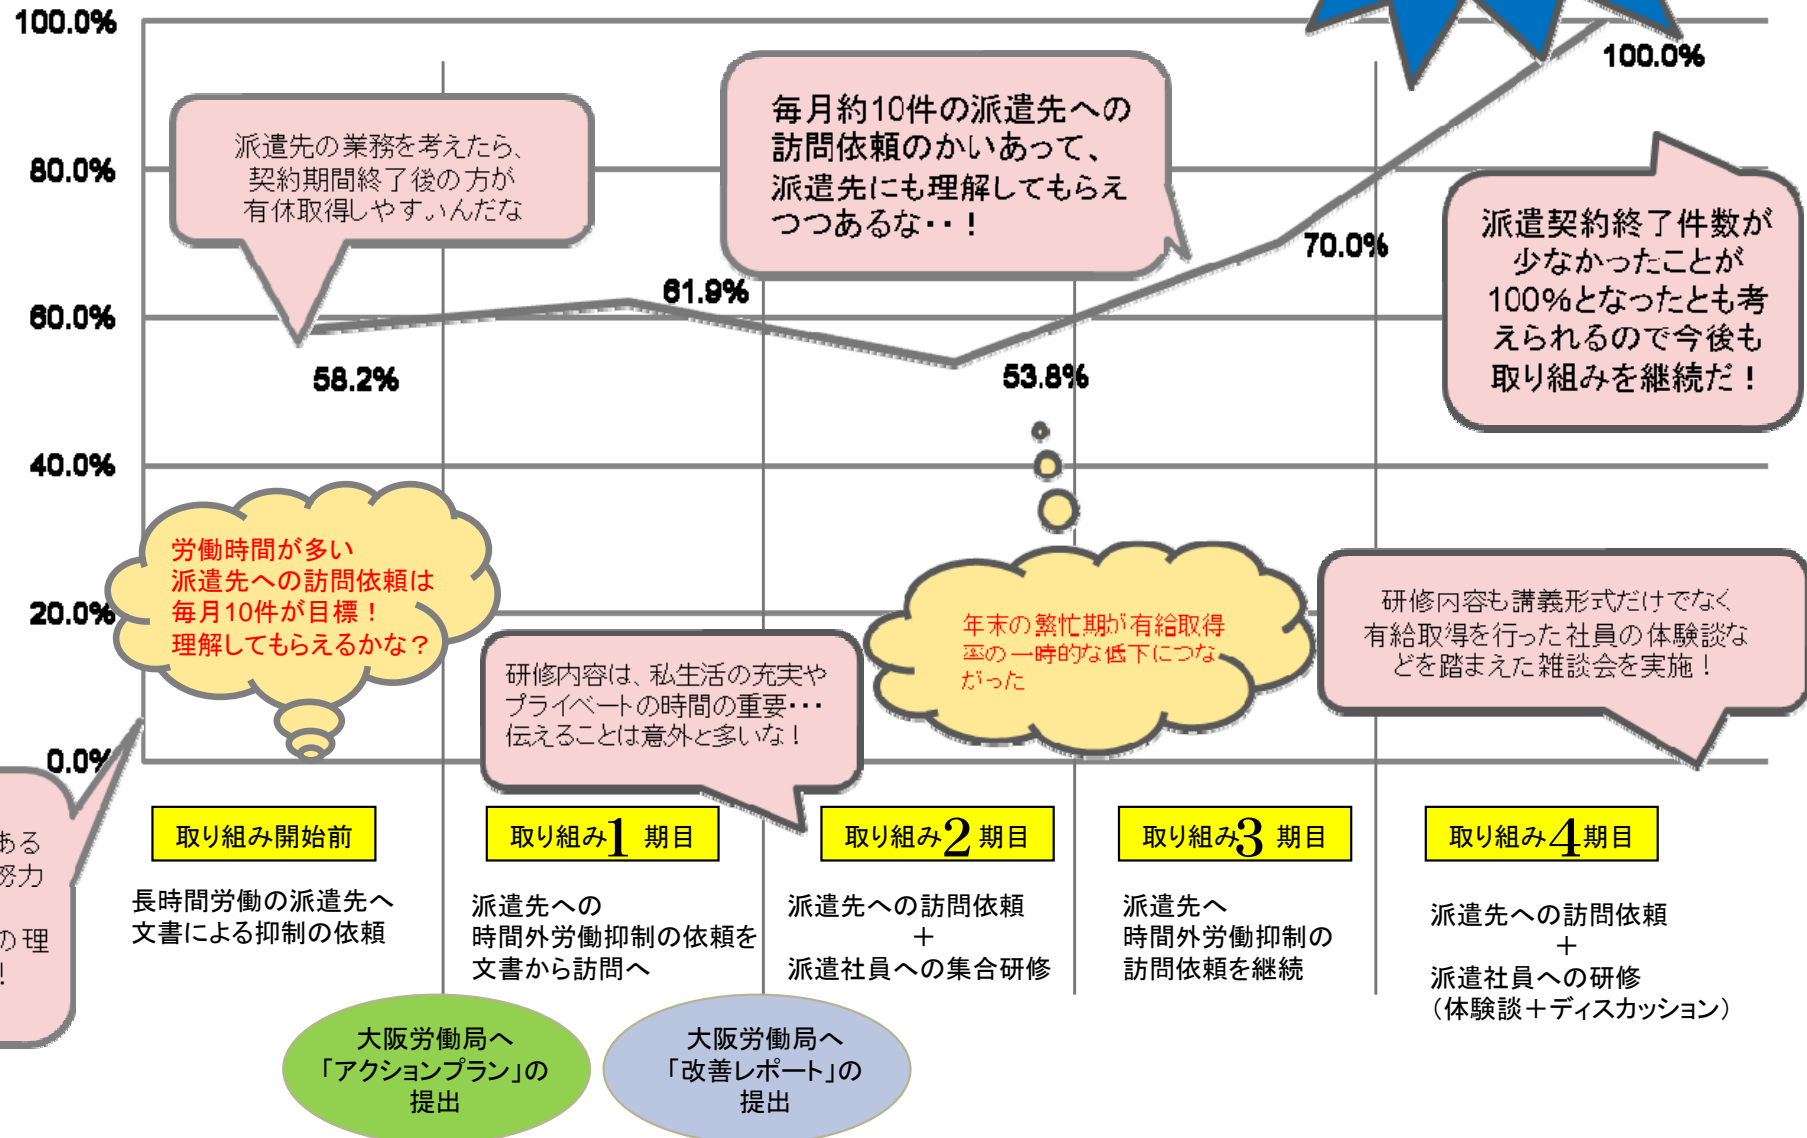 100.0%
80.0%
60.0%
40.0%
20.0%
0.0%
派遣先の業務を考えたら、
契約期間終了後の方が
有休取得しやすいんだな
毎月約10件の派遣先への
訪問依頼のかいあって、
派遣先にも理解してもらえ
つつあるな・・!
100.0%
派遣契約終了件数が
少なかったことが
100%となったとも考
えられるので今後も
取り組みを継続だ!
58.2%
61.9%
53.8%
70.0%
労働時間が多い
派遣先への訪問依頼は
毎月10件が目標!
理解してもらえるかな?
研修内容は、私生活の充実や
プライベートの時間の重要・・・
伝えることは意外と多いな!
年末の繁忙期が有給取得
率の一時的な低下につな
がった
研修内容も講義形式だけでなく
有給取得を行った社員の体験談な
どを踏まえた雑談会を実施!
ある
努力
の理
!
取り組み開始前
長時間労働の派遣先へ
文書による抑制の依頼
取り組み1期目
派遣先への
時間外労働抑制の依頼を
文書から訪問へ
取り組み2期目
派遣先への訪問依頼
+
派遣社員への集合研修
取り組み3期目
派遣先へ
時間外労働抑制の
訪問依頼を継続
取り組み4期目
派遣先への訪問依頼
+
派遣社員への研修
(体験談+ディスカッション)
大阪労働局へ
「アクションプラン」の
提出
大阪労働局へ
「改善レポート」の
提出